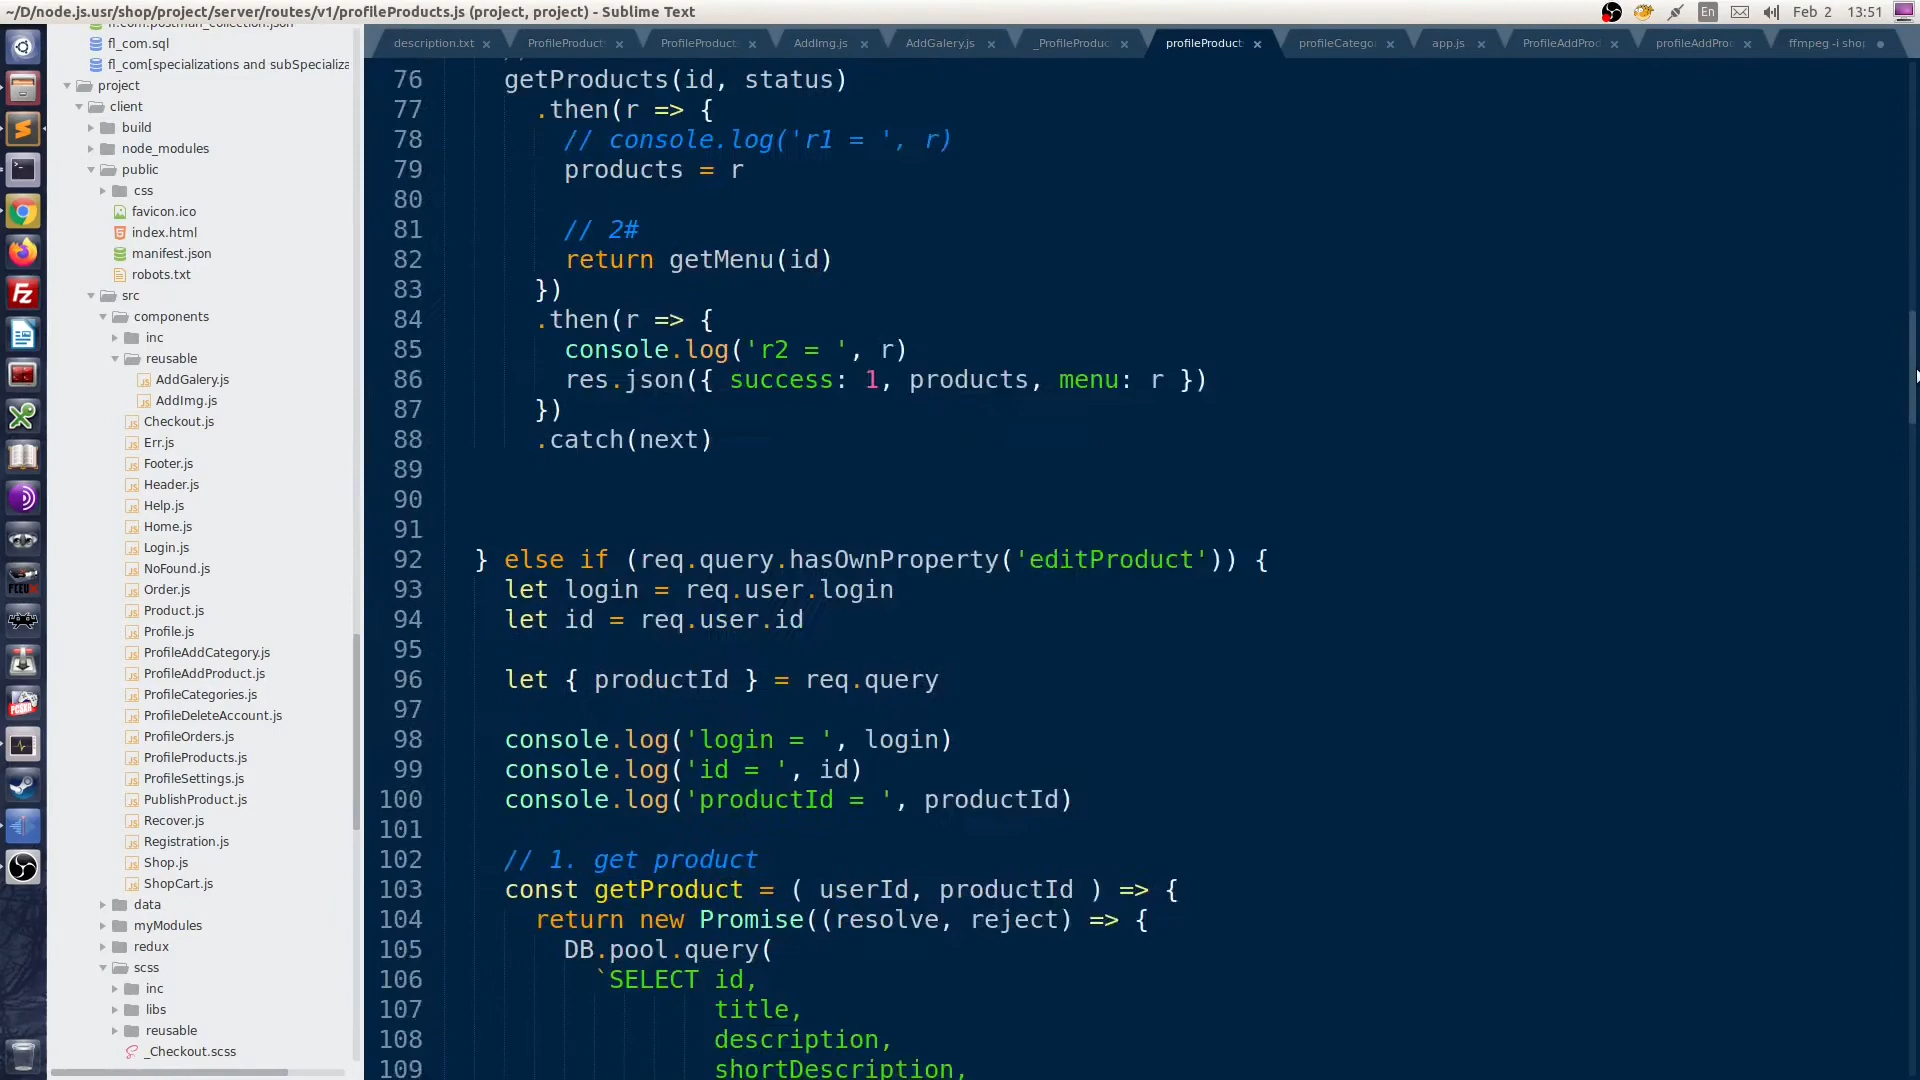 ~/D/node.js.usr/shop/project/server/routes/v1/profileProducts.js (project, project) - Sublime Text
En
Feb 2
13:51
fl_com.postman_collection.json
fl_com.sql
fl_com[specializations and subSpecializa
project
client
build
node_modules
public
css
favicon.ico
index.html
manifest.json
robots.txt
src
components
inc
reusable
AddGalery.js
AddImg.js
Checkout.js
Err.js
Footer.js
Header.js
Help.js
Home.js
Login.js
NoFound.js
Order.js
Product.js
Profile.js
ProfileAddCategory.js
ProfileAddProduct.js
ProfileCategories.js
ProfileDeleteAccount.js
ProfileOrders.js
ProfileProducts.js
ProfileSettings.js
PublishProduct.js
Recover.js
Registration.js
Shop.js
ShopCart.js
data
myModules
redux
scss
inc
libs
reusable
_Checkout.scss
description.txt
ProfileProduct
ProfileProduct
AddImg.js
AddGalery.js
_ProfileProduc
profileProduct
profileCatego
app.js
ProfileAddProd
profileAddPro
ffmpeg -i sho
76 getProducts(id, status)
77 .then(r => {
78 // console.log('r1 = ', r)
79 products = r
80
81 // 2#
82 return getMenu(id)
83 })
84 .then(r => {
85 console.log('r2 = ', r)
86 res.json({ success: 1, products, menu: r })
87 })
88 .catch(next)
89
90
91
92 } else if (req.query.hasOwnProperty('editProduct')) {
93 let login = req.user.login
94 let id = req.user.id
95
96 let { productId } = req.query
97
98 console.log('login = ', login)
99 console.log('id = ', id)
100 console.log('productId = ', productId)
101
102 // 1. get product
103 const getProduct = ( userId, productId ) => {
104 return new Promise((resolve, reject) => {
105 DB.pool.query(
106 `SELECT id,
107 title,
108 description,
109 shortDescription,